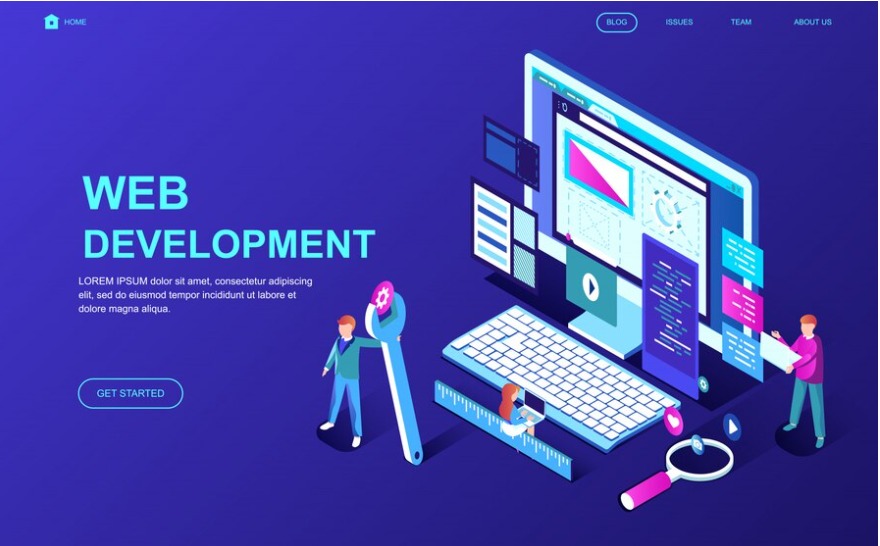 HOME
BLOG
ISSUES
TEAM
ABOUT US
WEB
DEVELOPMENT
LOREM IPSUM dolor sit amet, consectetur adipiscing
elit, sed do eiusmod tempor incididunt ut labore et
dolore magna aliqua.
GET STARTED